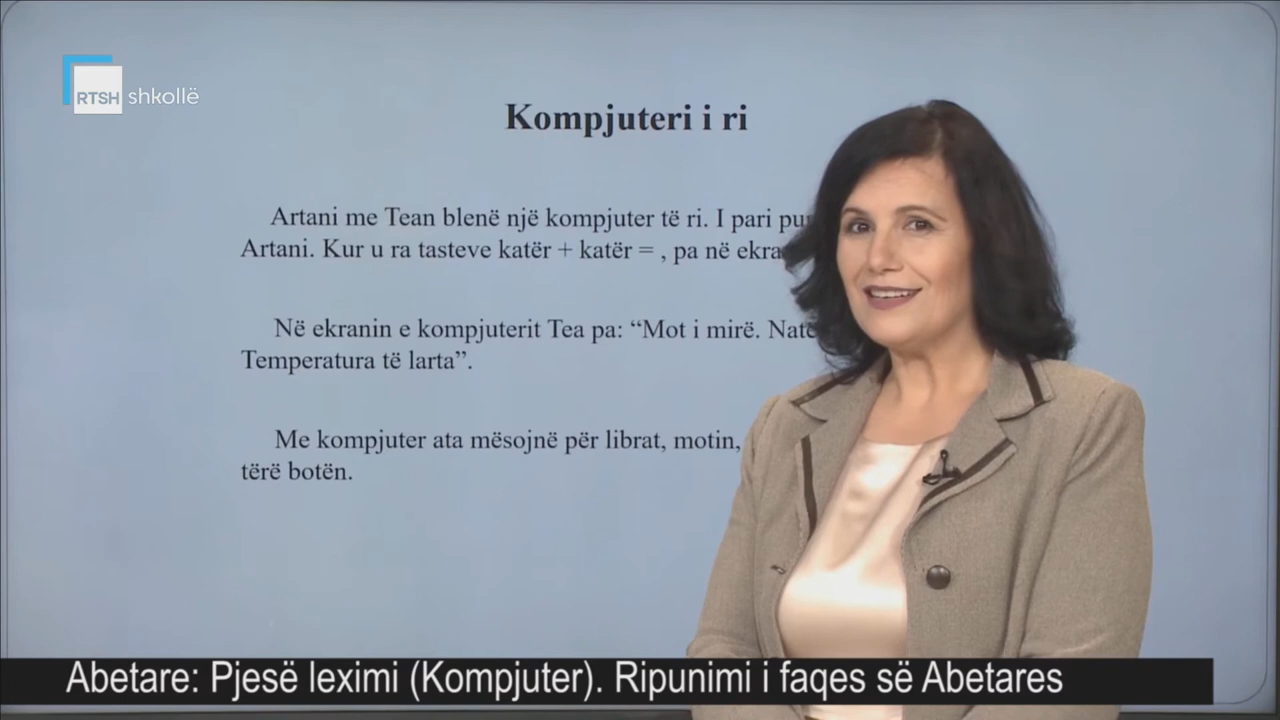 RTSH shkollë
Kompjuteri i ri
Artani me Tean blenë një kompjuter të ri. I pari
Artani. Kur u ra tasteve katër + katër = , pa në
Në ekranin e kompjuterit Tea pa: “Mot i mirë.
Temperatura të larta”.
Me kompjuter ata mësojnë për librat, motin,
tërë botën.
Abetare: Pjesë leximi (Kompjuter). Ripunimi i faqes së Abetares